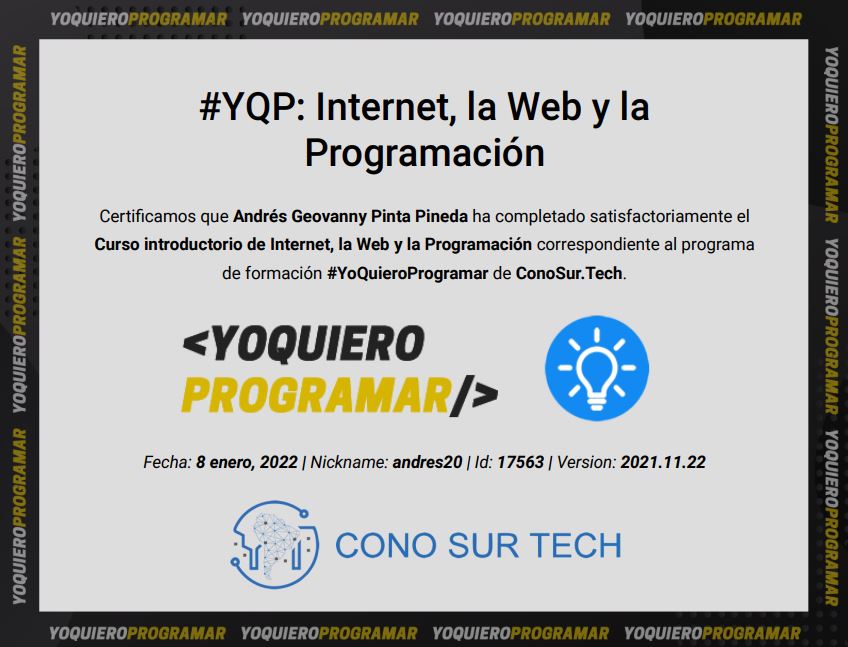 YOQUIEROPROGRAMAR YOQUIEROPROGRAMAR YOQUIEROPROGRAMAR YOQUIEROPROGRAMAR
YOQUIEROPROGRAMAR YOQUIEROPROGRAMAR YOQUIEROPROGRAMAR
#YQP: Internet, la Web y la
Programación
Certificamos que Andrés Geovanny Pinta Pineda ha completado satisfactoriamente el
Curso introductorio de Internet, la Web y la Programación correspondiente al programa
de formación #YoQuieroProgramar de ConoSur.Tech.
<YOQUIERO
PROGRAMAR/>
Fecha: 8 enero, 2022 | Nickname: andres20 | Id: 17563 | Version: 2021.11.22
CONO SUR TECH
YOQUIEROPROGRAMAR YOQUIEROPROGRAMAR YOQUIEROPROGRAMAR
YOQUIEROPROGRAMAR YOQUIEROPROGRAMAR YOQUIEROPROGRAMAR YOQUIEROPROGRAMAR